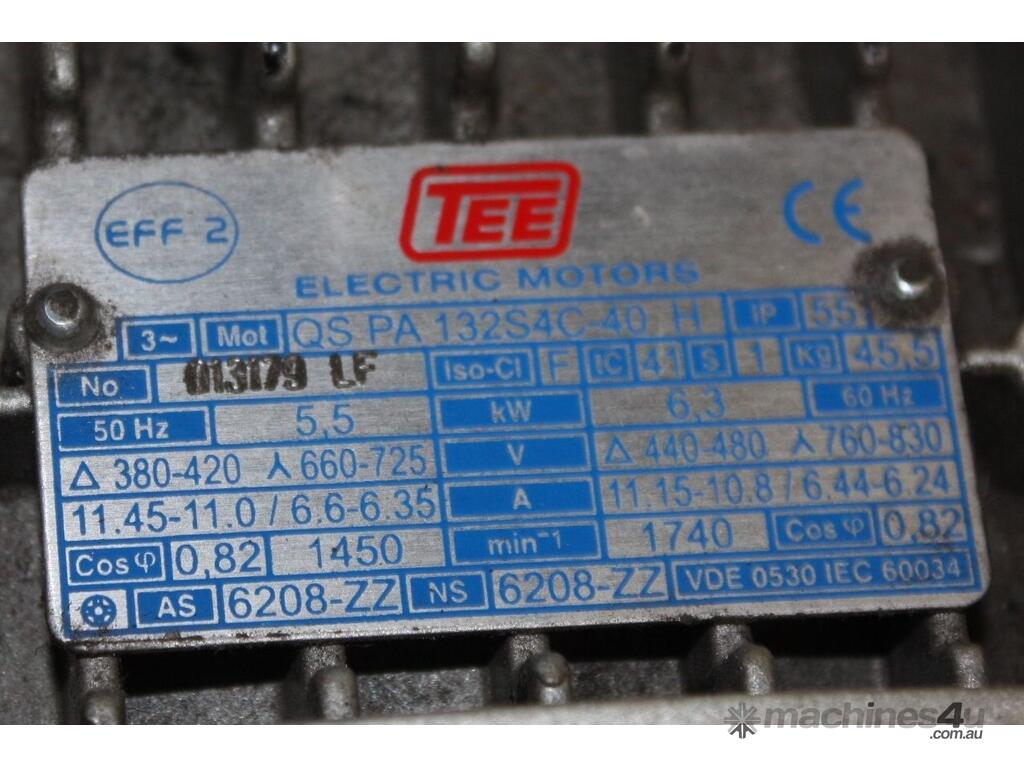 EFF 2 TEE CE
ELECTRIC MOTORS
3~ Mot QS PA 132S4C-40 H IP 55
No 013179 LF Iso-Cl F IC 41 S 1 Kg 45,5
50 Hz 5,5 kW 6,3 60 Hz
Δ 380-420 ⅄ 660-725 V Δ 440-480 ⅄ 760-830
11.45-11.0 / 6.6-6.35 A 11.15-10.8 / 6.44-6.24
Cos φ 0,82 1450 min⁻¹ 1740 Cos φ 0,82
AS 6208-ZZ NS 6208-ZZ VDE 0530 IEC 60034
machines4u
.com.au